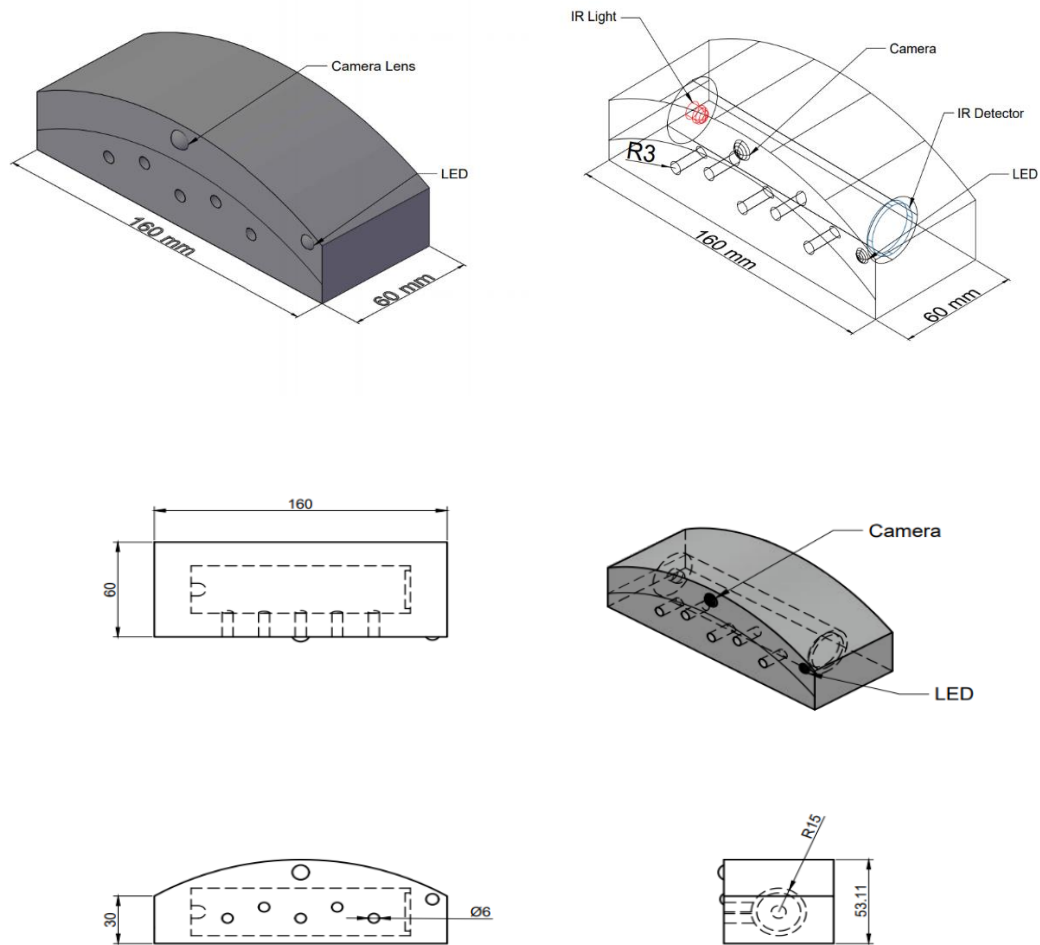 IR Light
Camera
Camera Lens
IR Detector
R3
LED
LED
160 mm
60 mm
160 mm
60 mm
160
60
Camera
LED
R15
30
Ø6
53.11